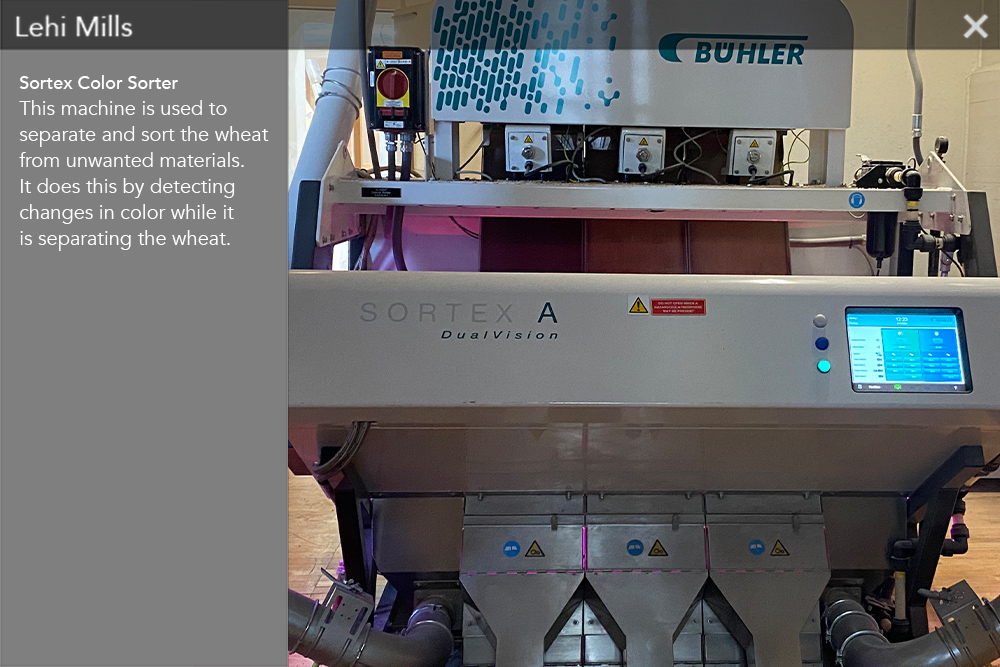 Lehi Mills
Sortex Color Sorter
This machine is used to
separate and sort the wheat
from unwanted materials.
It does this by detecting
changes in color while it
is separating the wheat.
BÜHLER
SORTEX A
DualVision
DO NOT OPEN WHEN A
HAZARDOUS ATMOSPHERE
MAY BE PRESENT
12:23